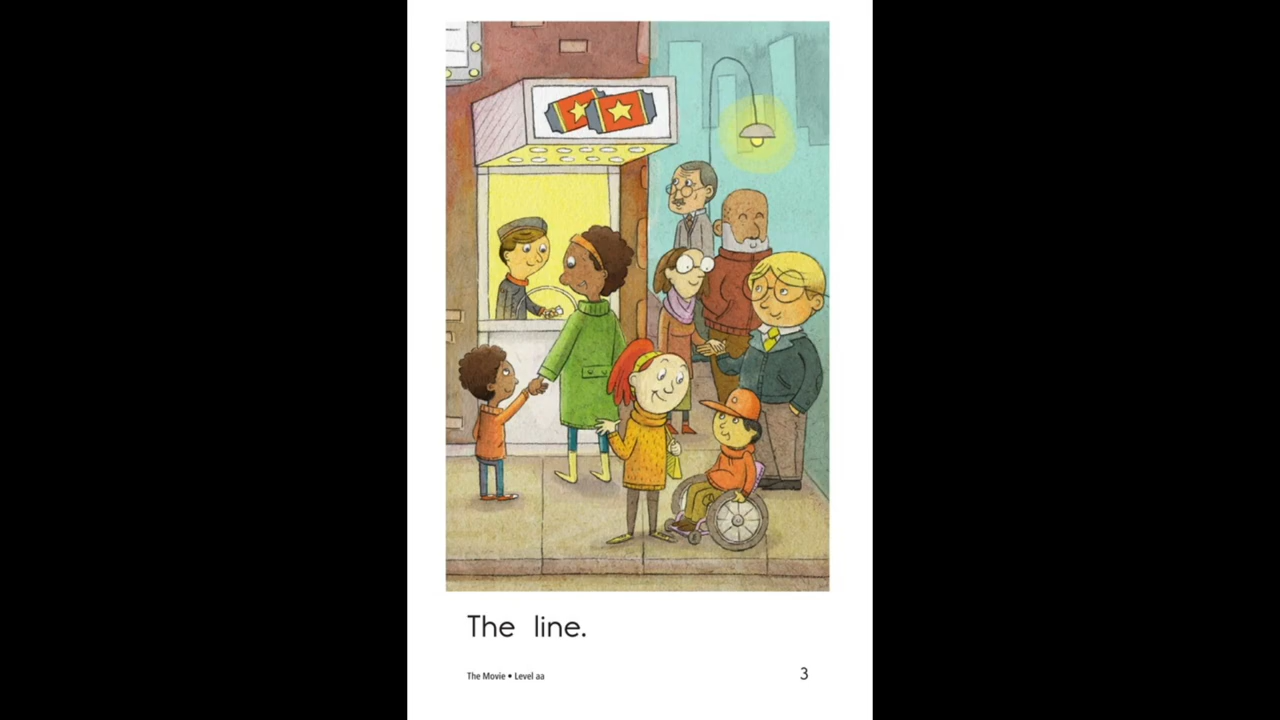 The line.
The Movie • Level aa
3